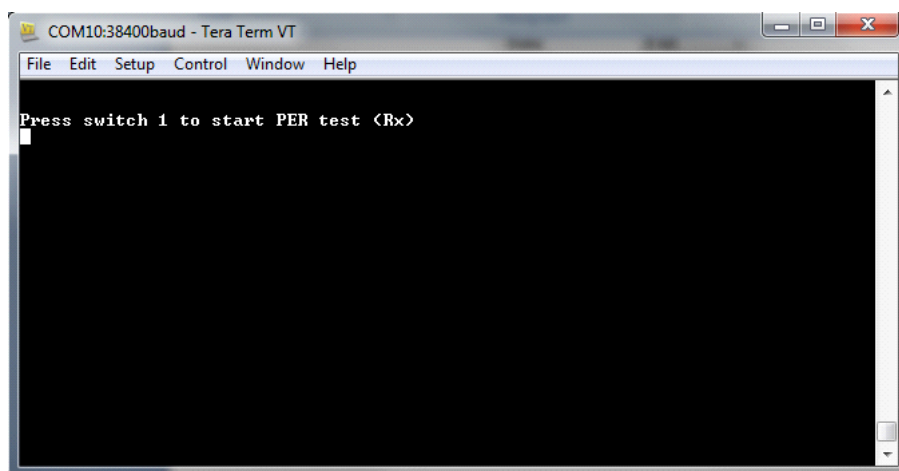 COM10:38400baud - Tera Term VT
File Edit Setup Control Window Help
Press switch 1 to start PER test (Rx)